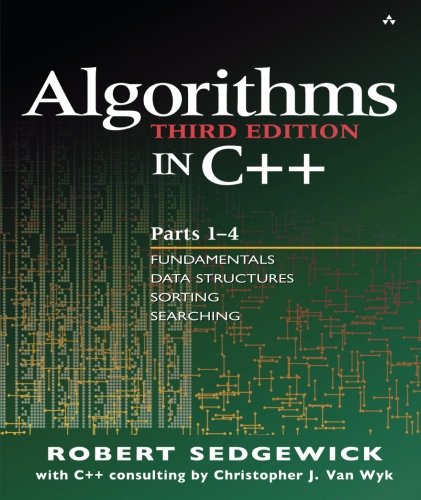 Algorithms
THIRD EDITION
IN C++
Parts 1–4
FUNDAMENTALS
DATA STRUCTURES
SORTING
SEARCHING
ROBERT SEDGEWICK
with C++ consulting by Christopher J. Van Wyk